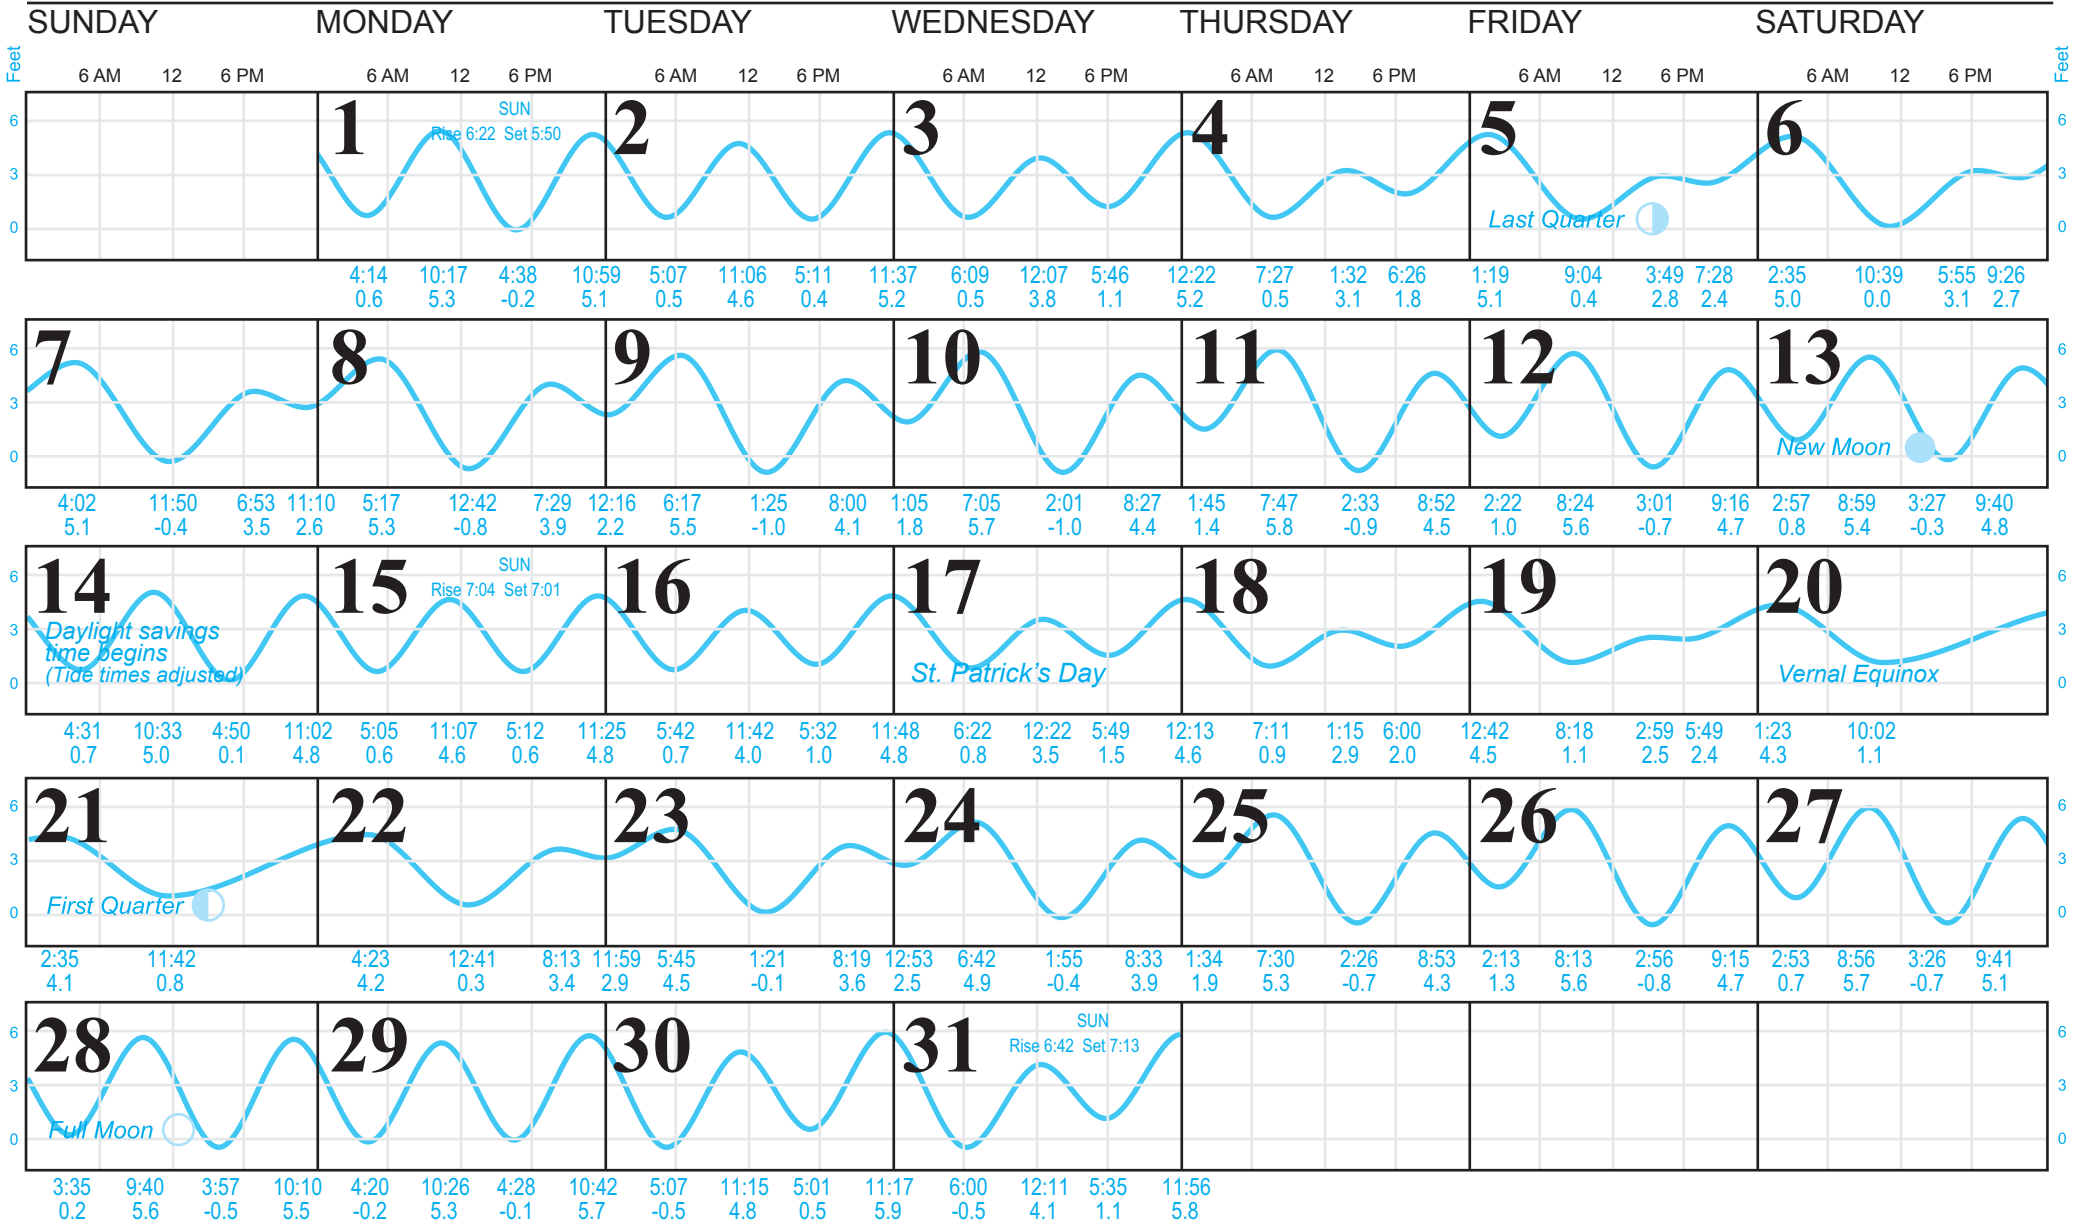 SUNDAY MONDAY TUESDAY WEDNESDAY THURSDAY FRIDAY SATURDAY
Feet 6 AM 12 6 PM 6 AM 12 6 PM 6 AM 12 6 PM 6 AM 12 6 PM 6 AM 12 6 PM 6 AM 12 6 PM 6 AM 12 6 PM Feet
1 2 3 4 5 6
SUN
Rise 6:22 Set 5:50
6 6
3 3
Last Quarter
0 0
4:14 10:17 4:38 10:59 5:07 11:06 5:11 11:37 6:09 12:07 5:46 12:22 7:27 1:32 6:26 1:19 9:04 3:49 7:28 2:35 10:39 5:55 9:26
0.6 5.3 -0.2 5.1 0.5 4.6 0.4 5.2 0.5 3.8 1.1 5.2 0.5 3.1 1.8 5.1 0.4 2.8 2.4 5.0 0.0 3.1 2.7
7 8 9 10 11 12 13
6 6
3 3
New Moon
0 0
4:02 11:50 6:53 11:10 5:17 12:42 7:29 12:16 6:17 1:25 8:00 1:05 7:05 2:01 8:27 1:45 7:47 2:33 8:52 2:22 8:24 3:01 9:16 2:57 8:59 3:27 9:40
5.1 -0.4 3.5 2.6 5.3 -0.8 3.9 2.2 5.5 -1.0 4.1 1.8 5.7 -1.0 4.4 1.4 5.8 -0.9 4.5 1.0 5.6 -0.7 4.7 0.8 5.4 -0.3 4.8
14 15 16 17 18 19 20
SUN
Rise 7:04 Set 7:01
6 6
3 3
Daylight savings
time begins
(Tide times adjusted)
St. Patrick's Day
Vernal Equinox
0 0
4:31 10:33 4:50 11:02 5:05 11:07 5:12 11:25 5:42 11:42 5:32 11:48 6:22 12:22 5:49 12:13 7:11 1:15 6:00 12:42 8:18 2:59 5:49 1:23 10:02
0.7 5.0 0.1 4.8 0.6 4.6 0.6 4.8 0.7 4.0 1.0 4.8 0.8 3.5 1.5 4.6 0.9 2.9 2.0 4.5 1.1 2.5 2.4 4.3 1.1
21 22 23 24 25 26 27
6 6
3 3
First Quarter
0 0
2:35 11:42 4:23 12:41 8:13 11:59 5:45 1:21 8:19 12:53 6:42 1:55 8:33 1:34 7:30 2:26 8:53 2:13 8:13 2:56 9:15 2:53 8:56 3:26 9:41
4.1 0.8 4.2 0.3 3.4 2.9 4.5 -0.1 3.6 2.5 4.9 -0.4 3.9 1.9 5.3 -0.7 4.3 1.3 5.6 -0.8 4.7 0.7 5.7 -0.7 5.1
28 29 30 31
SUN
Rise 6:42 Set 7:13
6 6
3 3
Full Moon
0 0
3:35 9:40 3:57 10:10 4:20 10:26 4:28 10:42 5:07 11:15 5:01 11:17 6:00 12:11 5:35 11:56
0.2 5.6 -0.5 5.5 -0.2 5.3 -0.1 5.7 -0.5 4.8 0.5 5.9 -0.5 4.1 1.1 5.8